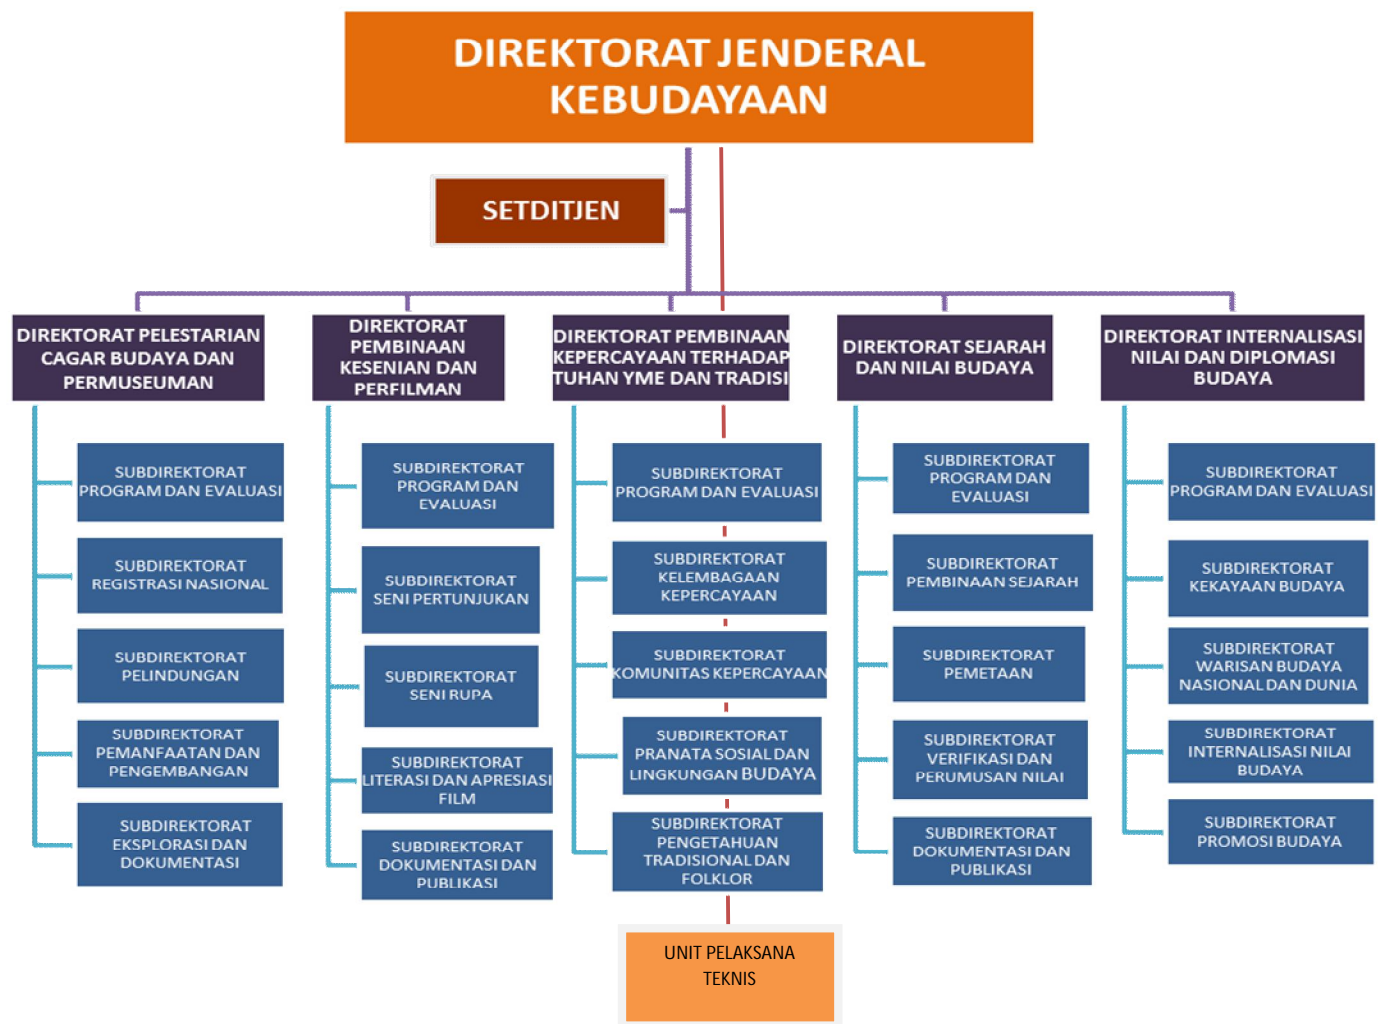 DIREKTORAT JENDERAL
KEBUDAYAAN
SETDITJEN
DIREKTORAT PELESTARIAN
CAGAR BUDAYA DAN
PERMUSEUMAN
SUBDIREKTORAT
PROGRAM DAN EVALUASI
SUBDIREKTORAT
REGISTRASI NASIONAL
SUBDIREKTORAT
PELINDUNGAN
SUBDIREKTORAT
PEMANFAATAN DAN
PENGEMBANGAN
SUBDIREKTORAT
EKSPLORASI DAN
DOKUMENTASI
DIREKTORAT
PEMBINAAN
KESENIAN DAN
PERFILMAN
SUBDIREKTORAT
PROGRAM DAN
EVALUASI
SUBDIREKTORAT
SENI PERTUNJUKAN
SUBDIREKTORAT
SENI RUPA
SUBDIREKTORAT
LITERASI DAN APRESIASI
FILM
SUBDIREKTORAT
DOKUMENTASI DAN
PUBLIKASI
DIREKTORAT PEMBINAAN
KEPERCAYAAN TERHADAP
TUHAN YME DAN TRADISI
SUBDIREKTORAT
PROGRAM DAN EVALUASI
SUBDIREKTORAT
KELEMBAGAAN
KEPERCAYAAN
SUBDIREKTORAT
KOMUNITAS KEPERCAYAAN
SUBDIREKTORAT
PRANATA SOSIAL DAN
LINGKUNGAN BUDAYA
SUBDIREKTORAT
PENGETAHUAN
TRADISIONAL DAN
FOLKLOR
UNIT PELAKSANA
TEKNIS
DIREKTORAT SEJARAH
DAN NILAI BUDAYA
SUBDIREKTORAT
PROGRAM DAN
EVALUASI
SUBDIREKTORAT
PEMBINAAN SEJARAH
SUBDIREKTORAT
PEMETAAN
SUBDIREKTORAT
VERIFIKASI DAN
PERUMUSAN NILAI
SUBDIREKTORAT
DOKUMENTASI DAN
PUBLIKASI
DIREKTORAT INTERNALISASI
NILAI DAN DIPLOMASI
BUDAYA
SUBDIREKTORAT
PROGRAM DAN EVALUASI
SUBDIREKTORAT
KEKAYAAN BUDAYA
SUBDIREKTORAT
WARISAN BUDAYA
NASIONAL DAN DUNIA
SUBDIREKTORAT
INTERNALISASI NILAI
BUDAYA
SUBDIREKTORAT
PROMOSI BUDAYA